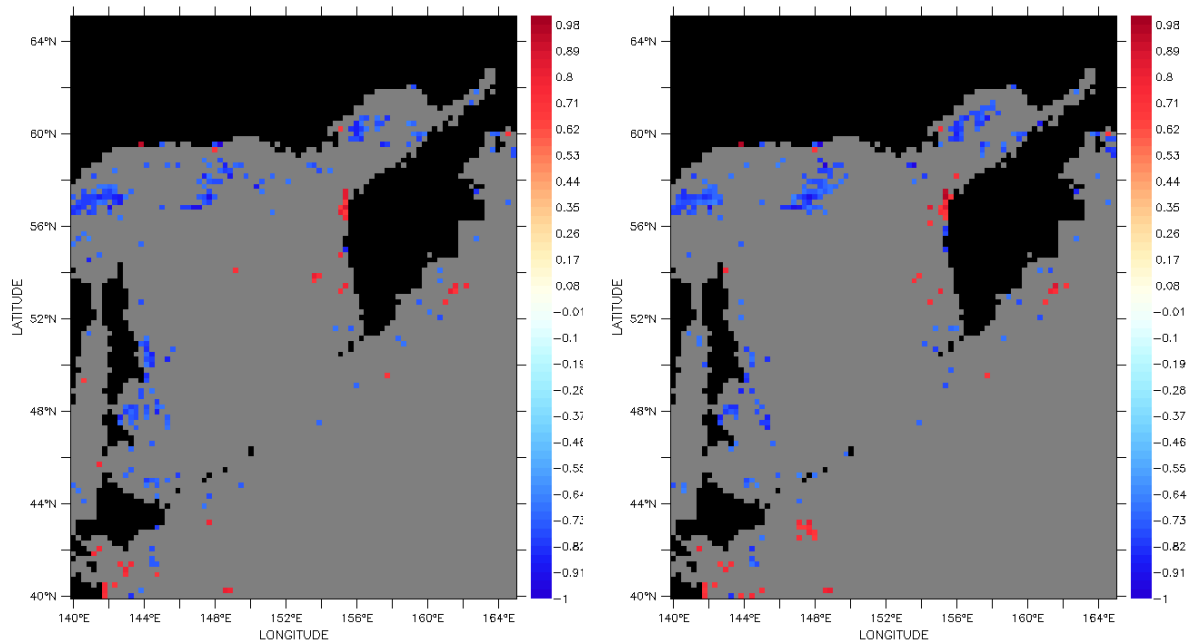 64°N
60°N
56°N
52°N
48°N
44°N
40°N
LATITUDE
140°E 144°E 148°E 152°E 156°E 160°E 164°E
LONGITUDE
0.98
0.89
0.8
0.71
0.62
0.53
0.44
0.35
0.26
0.17
0.08
-0.01
-0.1
-0.19
-0.28
-0.37
-0.46
-0.55
-0.64
-0.73
-0.82
-0.91
-1
64°N
60°N
56°N
52°N
48°N
44°N
40°N
LATITUDE
140°E 144°E 148°E 152°E 156°E 160°E 164°E
LONGITUDE
0.98
0.89
0.8
0.71
0.62
0.53
0.44
0.35
0.26
0.17
0.08
-0.01
-0.1
-0.19
-0.28
-0.37
-0.46
-0.55
-0.64
-0.73
-0.82
-0.91
-1